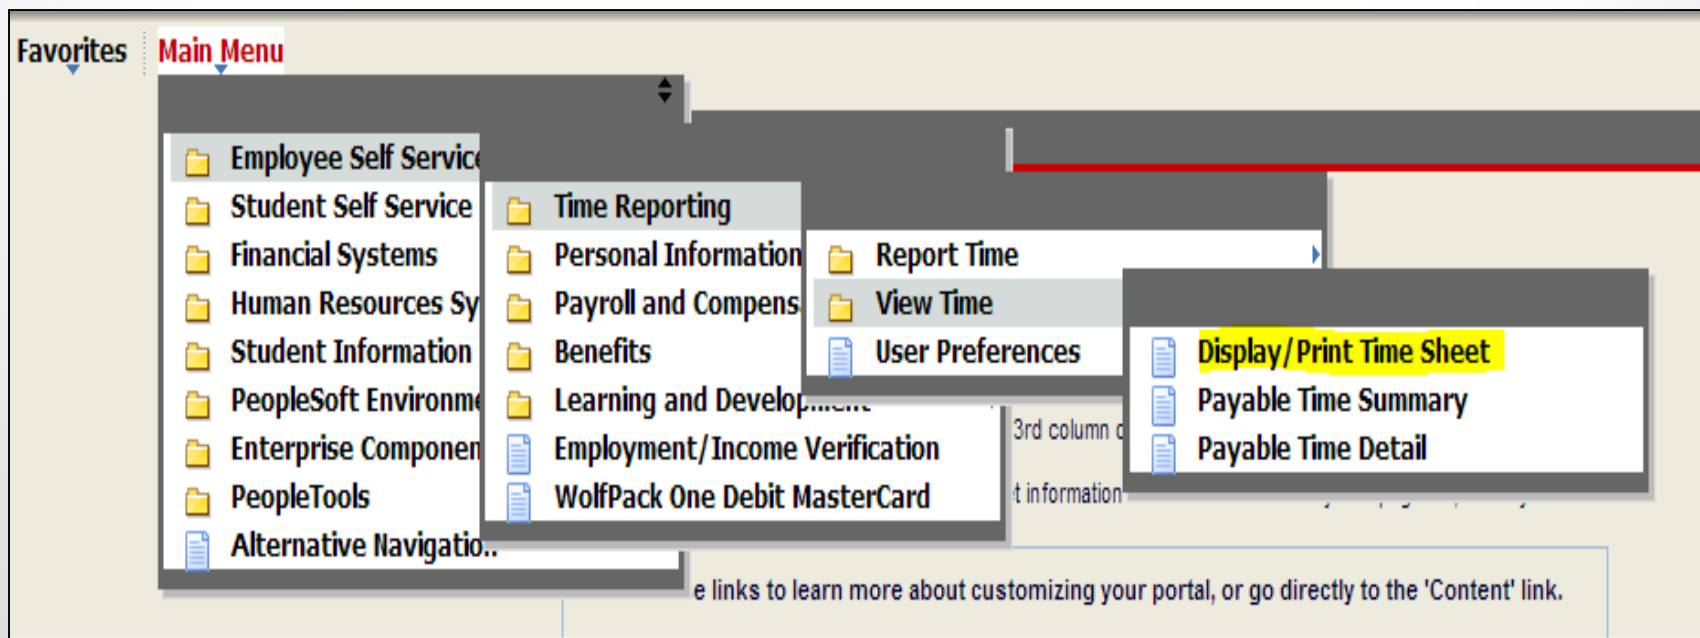 Favorites
Main Menu
Employee Self Service
Student Self Service
Financial Systems
Human Resources Sy
Student Information
PeopleSoft Environme
Enterprise Componen
PeopleTools
Alternative Navigatio
Time Reporting
Personal Information
Payroll and Compens
Benefits
Learning and Development
Employment/Income Verification
WolfPack One Debit MasterCard
Report Time
View Time
User Preferences
Display/Print Time Sheet
Payable Time Summary
Payable Time Detail
3rd column
t information
e links to learn more about customizing your portal, or go directly to the 'Content' link.